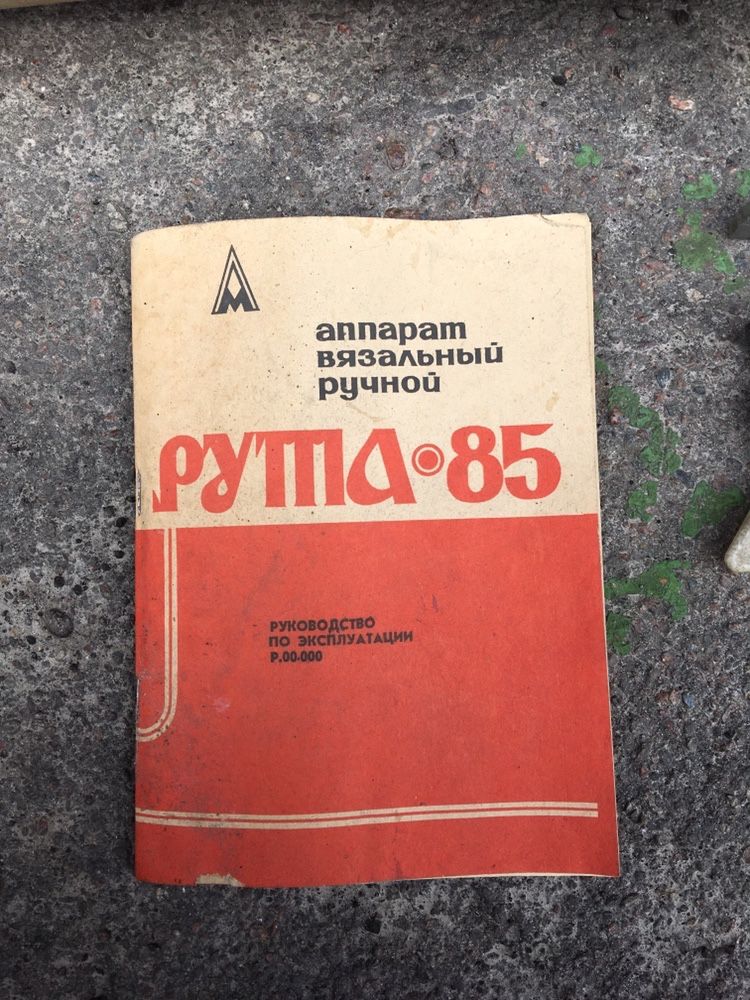 аппарат
вязальный
ручной
РУТА•85
РУКОВОДСТВО
ПО ЭКСПЛУАТАЦИИ
Р.00-000